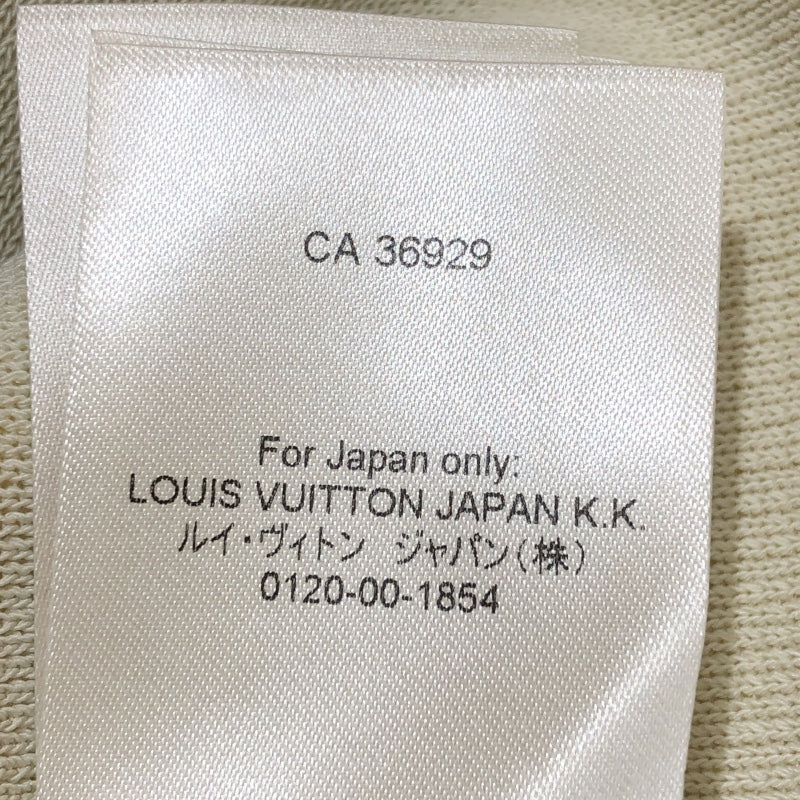 CA 36929
For Japan only:
LOUIS VUITTON JAPAN K.K.
ルイ・ヴィトン ジャパン(株)
0120-00-1854